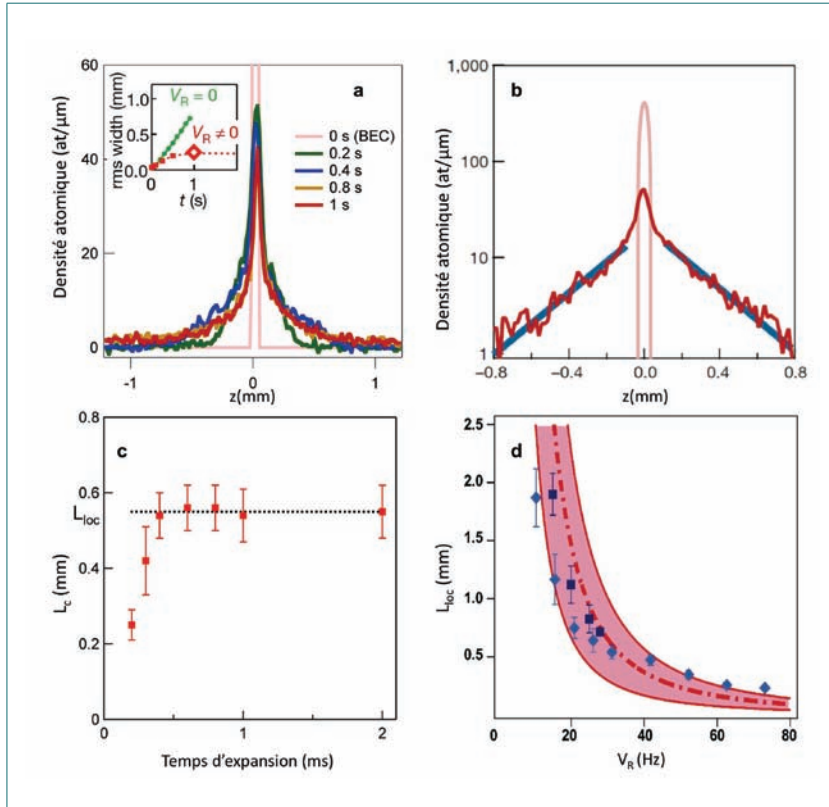 a
Densité atomique (at/µm)
60
40
20
0
-1
0
1
z(mm)
rms width (mm)
1.0
0.5
0.0
0
1
t (s)
V_R = 0
V_R ≠ 0
0 s (BEC)
0.2 s
0.4 s
0.8 s
1 s
b
Densité atomique (at/µm)
1,000
100
10
1
−0.8
−0.4
0.0
0.4
0.8
z(mm)
c
L_c (mm)
0.8
0.6
L_loc
0.4
0.2
0
0
1
2
Temps d'expansion (ms)
d
L_loc (mm)
2.5
2.0
1.5
1.0
0.5
0
20
40
60
80
V_R (Hz)